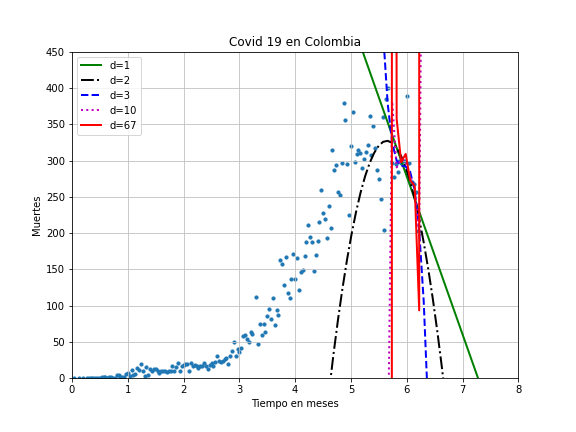 Covid 19 en Colombia
450
400
350
300
250
200
150
100
50
0
Muertes
d=1
d=2
d=3
d=10
d=67
0 1 2 3 4 5 6 7 8
Tiempo en meses